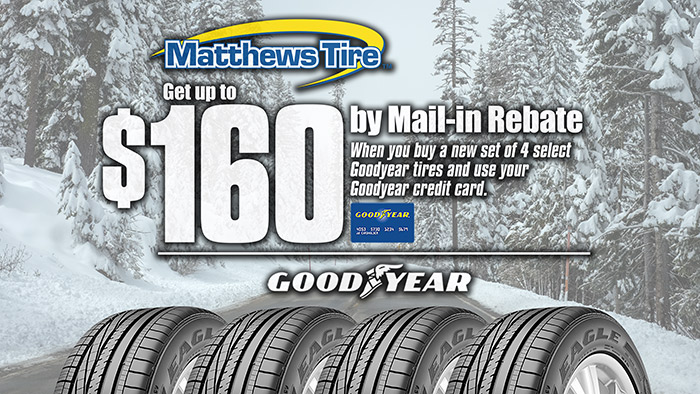 Matthews Tire
Get up to
$160
by Mail-in Rebate
When you buy a new set of 4 select
Goodyear tires and use your
Goodyear credit card.
GOODYEAR
GOODYEAR
EAGLE
EAGLE
EAGLE
EAGLE